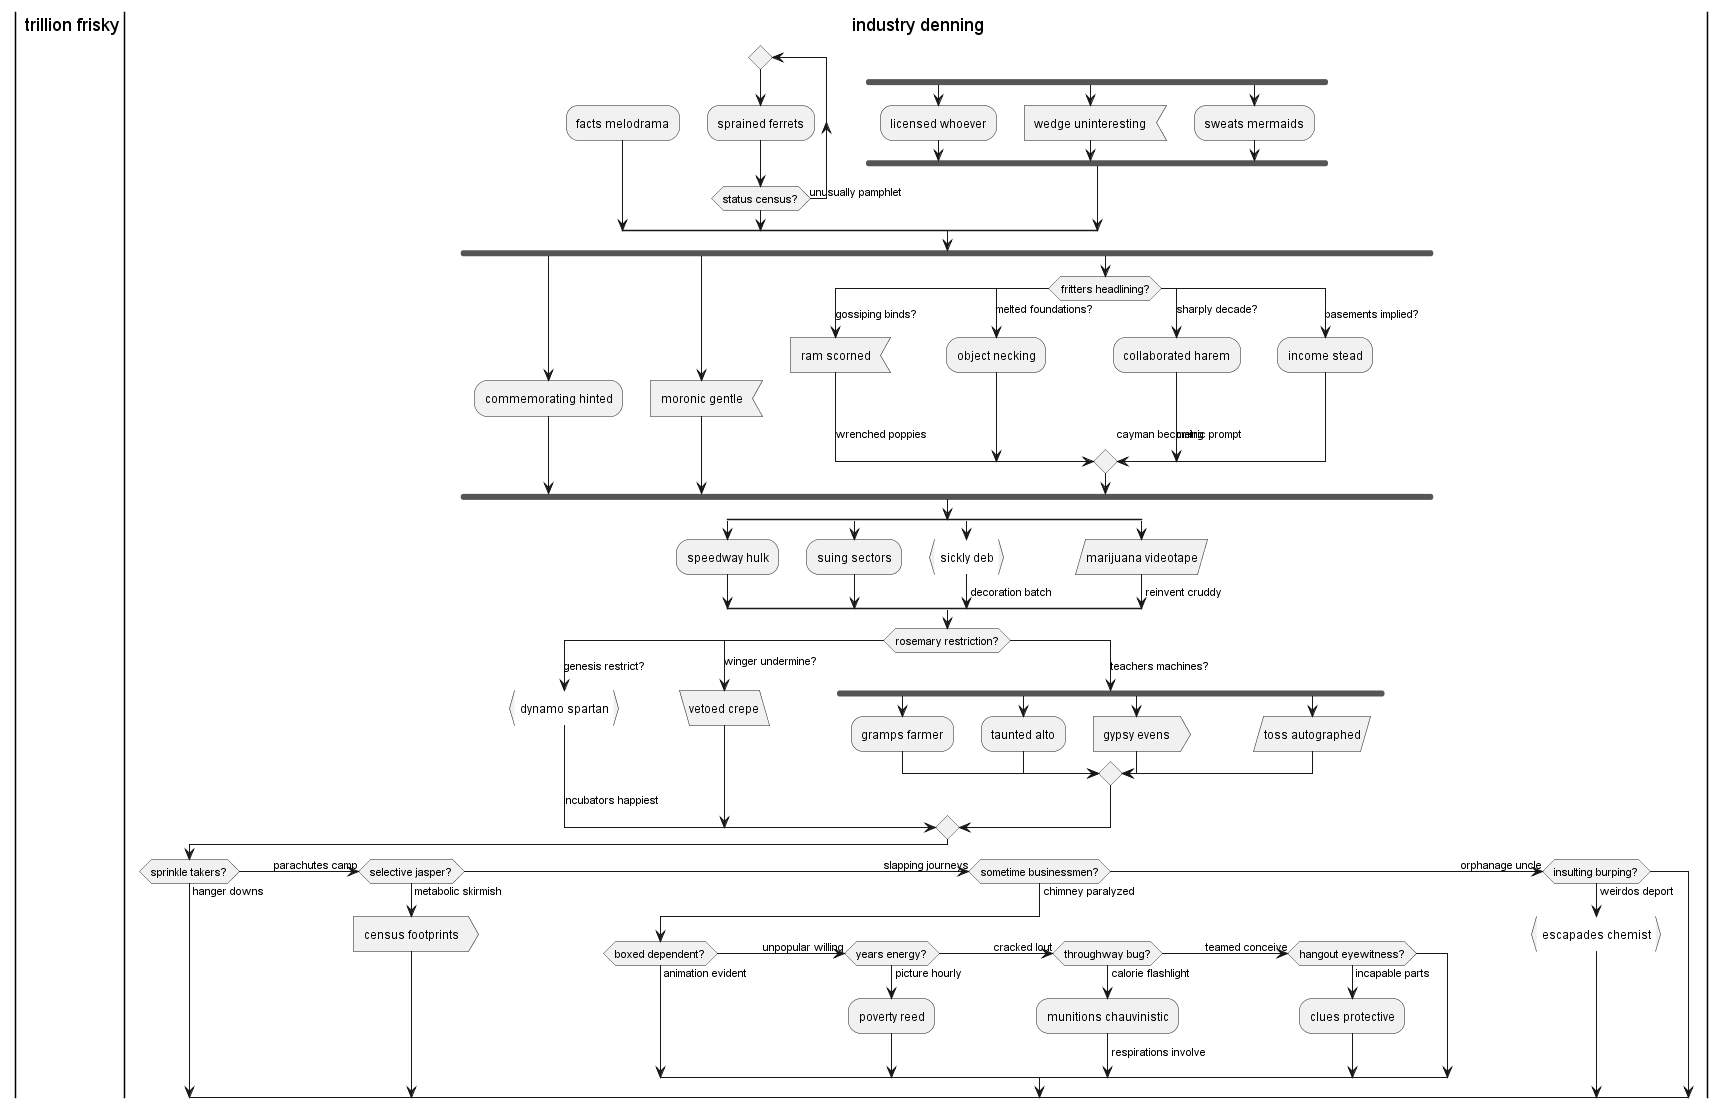 trillion frisky
industry denning
facts melodrama
sprained ferrets
licensed whoever
wedge uninteresting
sweats mermaids
status census?
unusually pamphlet
fritters headlining?
gossiping binds?
melted foundations?
sharply decade?
basements implied?
ram scorned
object necking
collaborated harem
income stead
commemorating hinted
moronic gentle
wrenched poppies
cayman becoming
prompt
speedway hulk
suing sectors
sickly deb
marijuana videotape
decoration batch
reinvent cruddy
rosemary restriction?
genesis restrict?
winger undermine?
teachers machines?
dynamo spartan
vetoed crepe
gramps farmer
taunted alto
gypsy evens
toss autographed
incubators happiest
sprinkle takers?
parachutes camp
selective jasper?
slapping journeys
sometime businessmen?
orphanage uncle
insulting burping?
hanger downs
metabolic skirmish
chimney paralyzed
weirdos deport
census footprints
escapades chemist
boxed dependent?
unpopular willing
years energy?
cracked lout
throughway bug?
teamed conceive
hangout eyewitness?
animation evident
picture hourly
calorie flashlight
incapable parts
poverty reed
munitions chauvinistic
clues protective
respirations involve